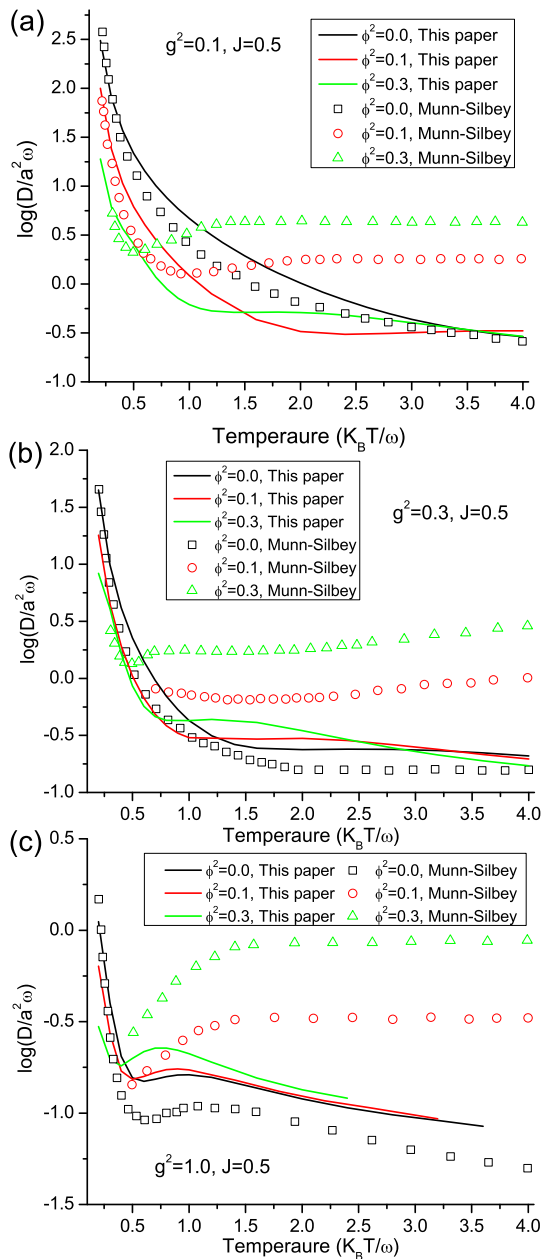 (a)
g²=0.1, J=0.5
ϕ²=0.0, This paper
ϕ²=0.1, This paper
ϕ²=0.3, This paper
ϕ²=0.0, Munn-Silbey
ϕ²=0.1, Munn-Silbey
ϕ²=0.3, Munn-Silbey
log(D/a²ω)
2.5
2.0
1.5
1.0
0.5
0.0
-0.5
-1.0
0.5 1.0 1.5 2.0 2.5 3.0 3.5 4.0
Temperaure (K_BT/ω)
(b)
ϕ²=0.0, This paper
ϕ²=0.1, This paper
ϕ²=0.3, This paper
ϕ²=0.0, Munn-Silbey
ϕ²=0.1, Munn-Silbey
ϕ²=0.3, Munn-Silbey
g²=0.3, J=0.5
log(D/a²ω)
2.0
1.5
1.0
0.5
0.0
-0.5
-1.0
0.5 1.0 1.5 2.0 2.5 3.0 3.5 4.0
Temperaure (K_BT/ω)
(c)
ϕ²=0.0, This paper ϕ²=0.0, Munn-Silbey
ϕ²=0.1, This paper ϕ²=0.1, Munn-Silbey
ϕ²=0.3, This paper ϕ²=0.3, Munn-Silbey
log(D/a²ω)
0.5
0.0
-0.5
-1.0
-1.5
g²=1.0, J=0.5
0.5 1.0 1.5 2.0 2.5 3.0 3.5 4.0
Temperaure (K_BT/ω)